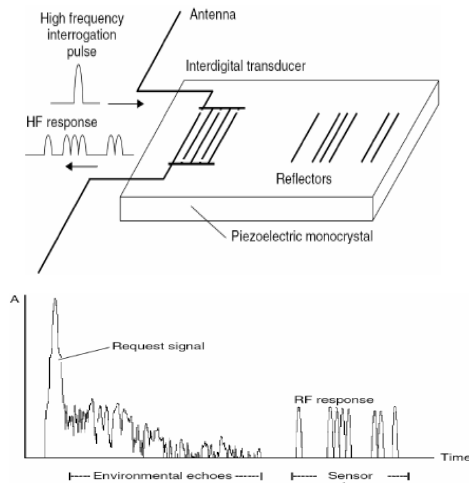 High frequency
interrogation
pulse
Antenna
Interdigital transducer
HF response
Reflectors
Piezoelectric monocrystal
A
Request signal
RF response
Time
Environmental echoes
Sensor